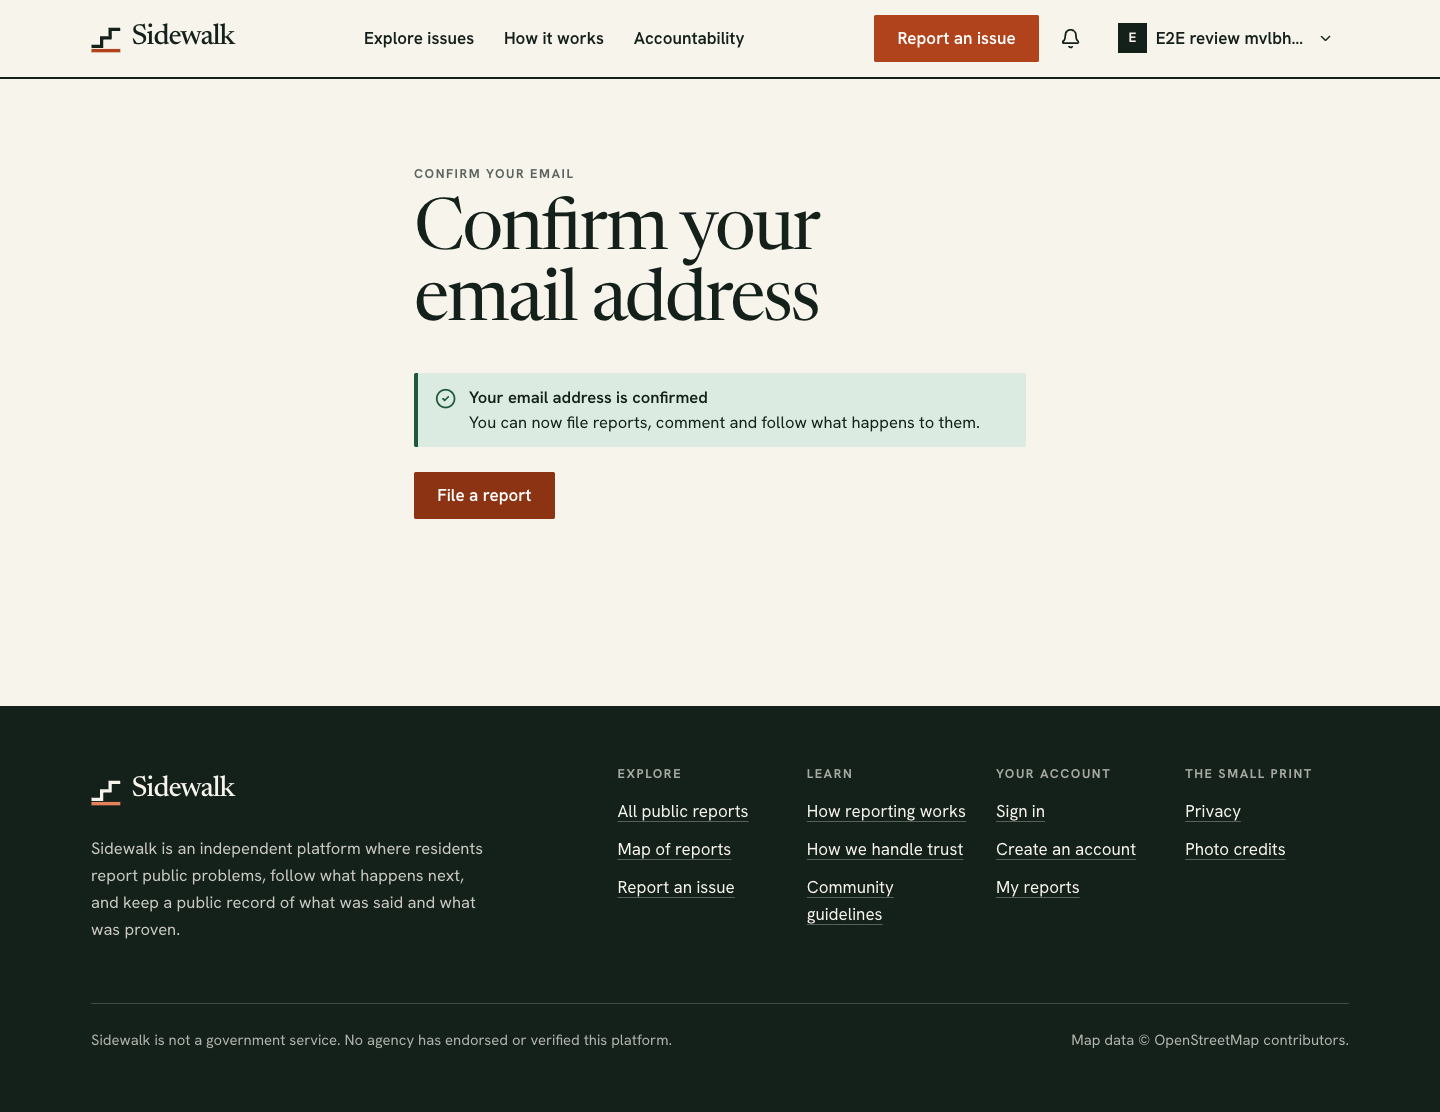 Sidewalk
Explore issues
How it works
Accountability
Report an issue
E
E2E review mvlbh...
CONFIRM YOUR EMAIL
Confirm your
email address
Your email address is confirmed
You can now file reports, comment and follow what happens to them.
File a report
Sidewalk
Sidewalk is an independent platform where residents
report public problems, follow what happens next,
and keep a public record of what was said and what
was proven.
EXPLORE
All public reports
Map of reports
Report an issue
LEARN
How reporting works
How we handle trust
Community
guidelines
YOUR ACCOUNT
Sign in
Create an account
My reports
THE SMALL PRINT
Privacy
Photo credits
Sidewalk is not a government service. No agency has endorsed or verified this platform.
Map data © OpenStreetMap contributors.